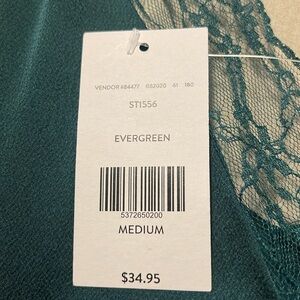 VENDOR #84477 082020 61 180
ST1556
EVERGREEN
5372650200
MEDIUM
$34.95